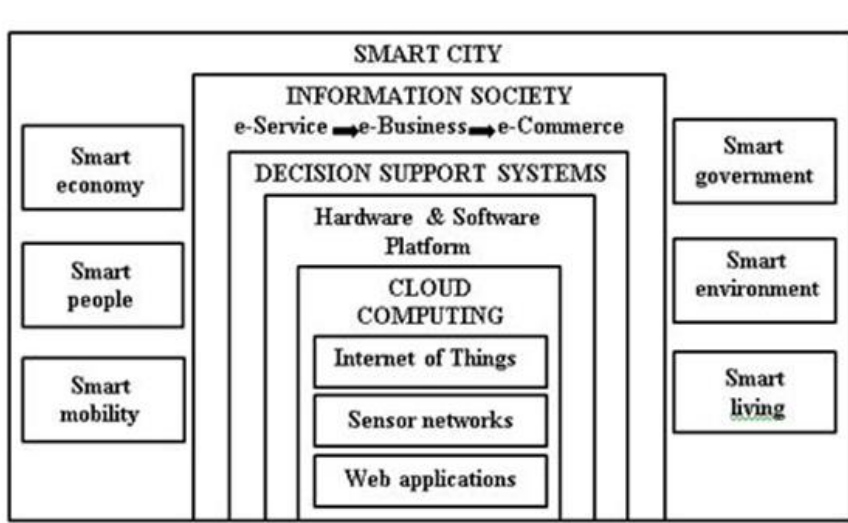 SMART CITY
INFORMATION SOCIETY
e-Service ➡e-Business➡e-Commerce
DECISION SUPPORT SYSTEMS
Hardware & Software
Platform
CLOUD
COMPUTING
Internet of Things
Sensor networks
Web applications
Smart
economy
Smart
people
Smart
mobility
Smart
government
Smart
environment
Smart
living